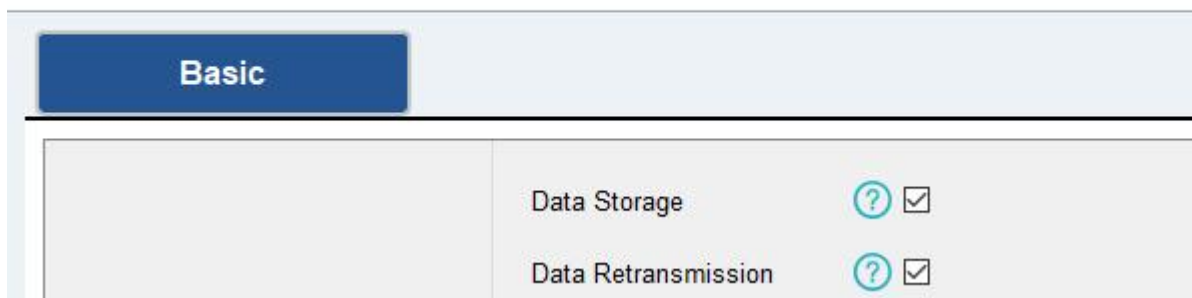 Basic
Data Storage ?
Data Retransmission ?